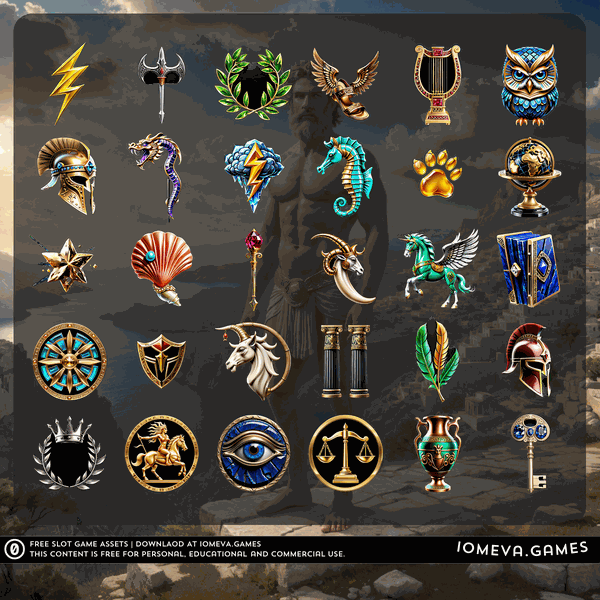 FREE SLOT GAME ASSETS | DOWNLAOD AT IOMEVA.GAMES
THIS CONTENT IS FREE FOR PERSONAL, EDUCATIONAL AND COMMERCIAL USE.
IOMEVA.GAMES